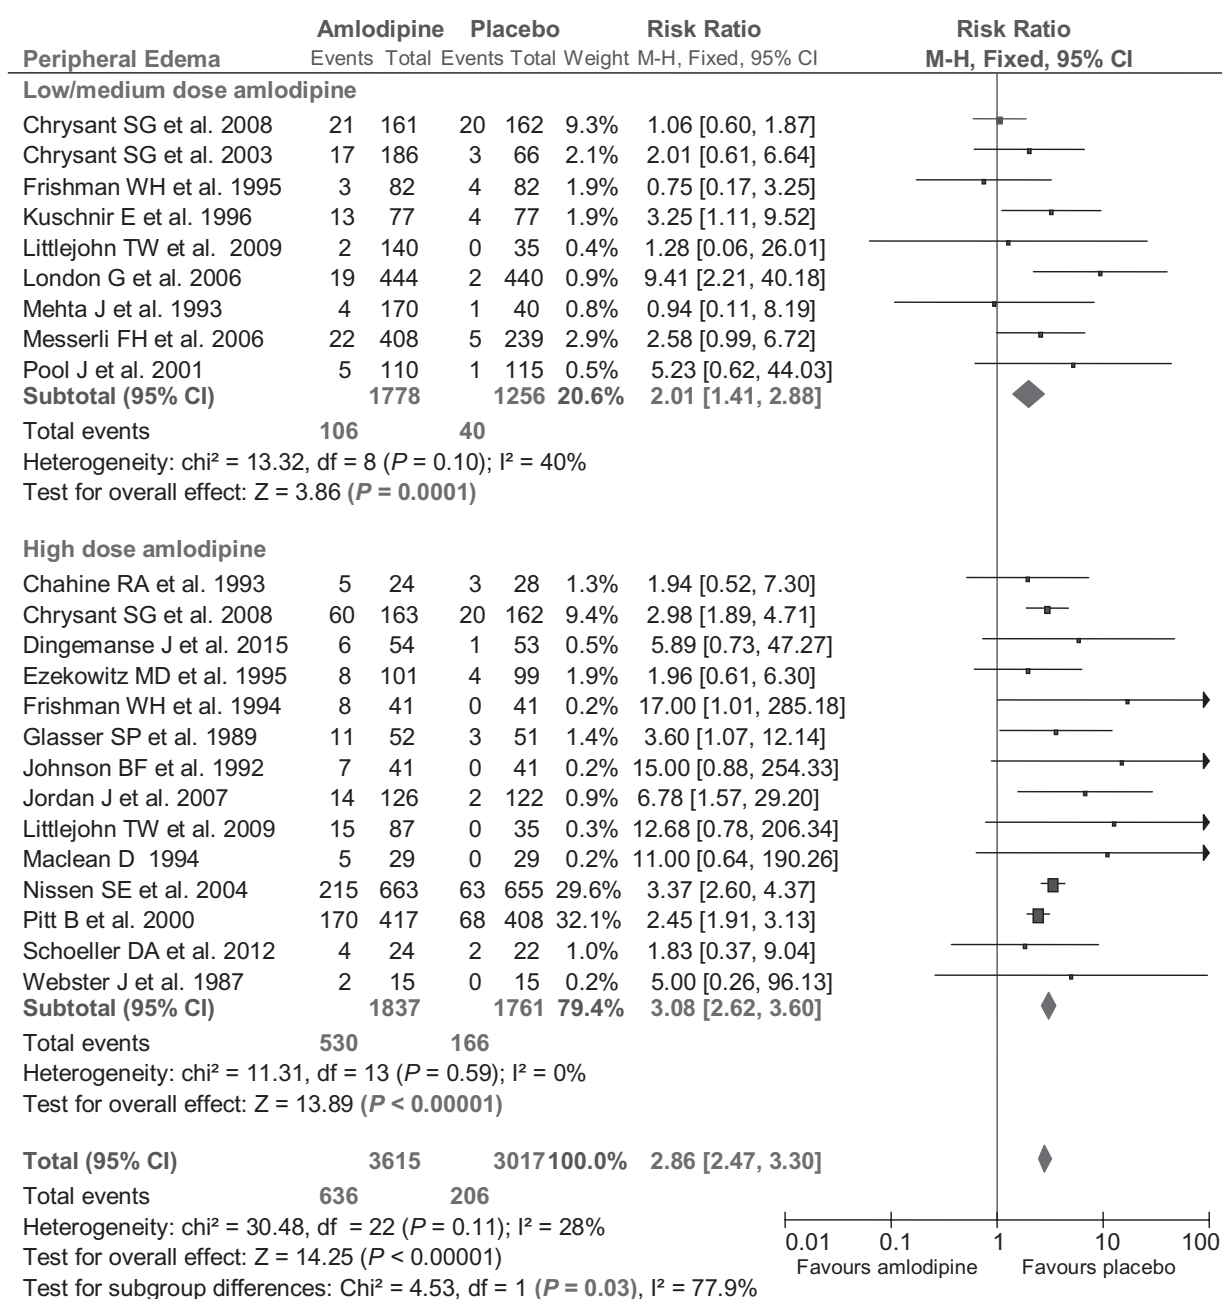 Amlodipine Placebo Risk Ratio Risk Ratio
Peripheral Edema Events Total Events Total Weight M-H, Fixed, 95% CI M-H, Fixed, 95% CI
Low/medium dose amlodipine
Chrysant SG et al. 2008 21 161 20 162 9.3% 1.06 [0.60, 1.87]
Chrysant SG et al. 2003 17 186 3 66 2.1% 2.01 [0.61, 6.64]
Frishman WH et al. 1995 3 82 4 82 1.9% 0.75 [0.17, 3.25]
Kuschnir E et al. 1996 13 77 4 77 1.9% 3.25 [1.11, 9.52]
Littlejohn TW et al. 2009 2 140 0 35 0.4% 1.28 [0.06, 26.01]
London G et al. 2006 19 444 2 440 0.9% 9.41 [2.21, 40.18]
Mehta J et al. 1993 4 170 1 40 0.8% 0.94 [0.11, 8.19]
Messerli FH et al. 2006 22 408 5 239 2.9% 2.58 [0.99, 6.72]
Pool J et al. 2001 5 110 1 115 0.5% 5.23 [0.62, 44.03]
Subtotal (95% CI) 1778 1256 20.6% 2.01 [1.41, 2.88]
Total events 106 40
Heterogeneity: chi² = 13.32, df = 8 (P = 0.10); I² = 40%
Test for overall effect: Z = 3.86 (P = 0.0001)
High dose amlodipine
Chahine RA et al. 1993 5 24 3 28 1.3% 1.94 [0.52, 7.30]
Chrysant SG et al. 2008 60 163 20 162 9.4% 2.98 [1.89, 4.71]
Dingemanse J et al. 2015 6 54 1 53 0.5% 5.89 [0.73, 47.27]
Ezekowitz MD et al. 1995 8 101 4 99 1.9% 1.96 [0.61, 6.30]
Frishman WH et al. 1994 8 41 0 41 0.2% 17.00 [1.01, 285.18]
Glasser SP et al. 1989 11 52 3 51 1.4% 3.60 [1.07, 12.14]
Johnson BF et al. 1992 7 41 0 41 0.2% 15.00 [0.88, 254.33]
Jordan J et al. 2007 14 126 2 122 0.9% 6.78 [1.57, 29.20]
Littlejohn TW et al. 2009 15 87 0 35 0.3% 12.68 [0.78, 206.34]
Maclean D 1994 5 29 0 29 0.2% 11.00 [0.64, 190.26]
Nissen SE et al. 2004 215 663 63 655 29.6% 3.37 [2.60, 4.37]
Pitt B et al. 2000 170 417 68 408 32.1% 2.45 [1.91, 3.13]
Schoeller DA et al. 2012 4 24 2 22 1.0% 1.83 [0.37, 9.04]
Webster J et al. 1987 2 15 0 15 0.2% 5.00 [0.26, 96.13]
Subtotal (95% CI) 1837 1761 79.4% 3.08 [2.62, 3.60]
Total events 530 166
Heterogeneity: chi² = 11.31, df = 13 (P = 0.59); I² = 0%
Test for overall effect: Z = 13.89 (P < 0.00001)
Total (95% CI) 3615 3017 100.0% 2.86 [2.47, 3.30]
Total events 636 206
Heterogeneity: chi² = 30.48, df = 22 (P = 0.11); I² = 28%
Test for overall effect: Z = 14.25 (P < 0.00001)
Test for subgroup differences: Chi² = 4.53, df = 1 (P = 0.03), I² = 77.9%
0.01 0.1 1 10 100
Favours amlodipine Favours placebo